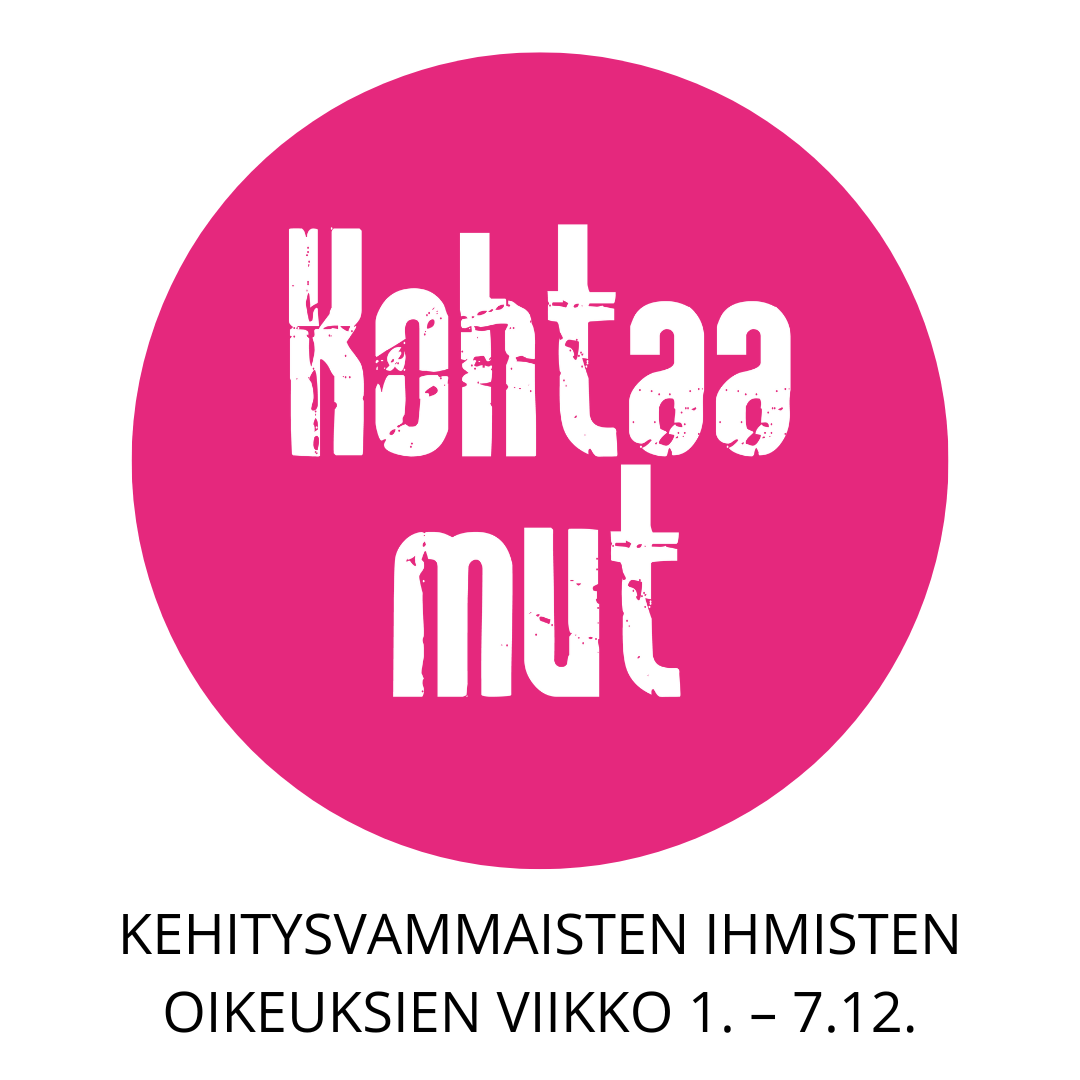 Kohtaa
mut
KEHITYSVAMMAISTEN IHMISTEN
OIKEUKSIEN VIIKKO 1. – 7.12.